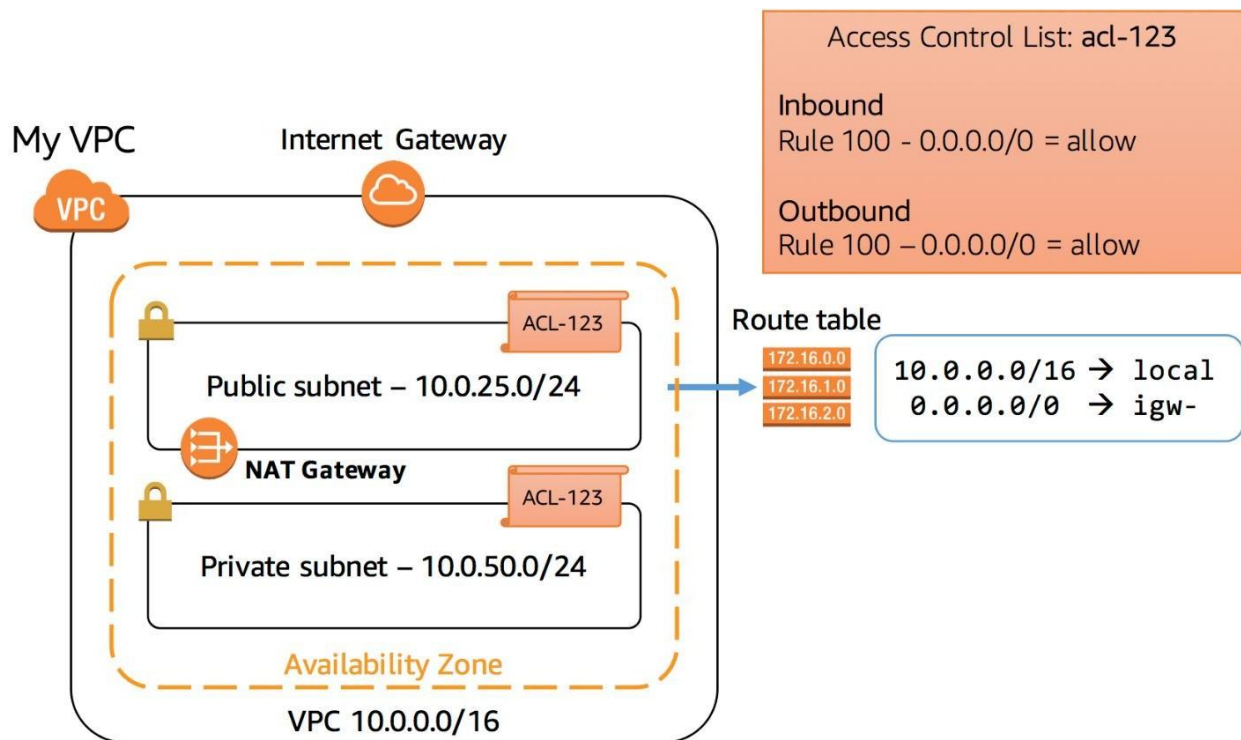 Access Control List: acl-123
Inbound
Rule 100 - 0.0.0.0/0 = allow
Outbound
Rule 100 – 0.0.0.0/0 = allow
My VPC
VPC
Internet Gateway
ACL-123
Public subnet – 10.0.25.0/24
NAT Gateway
ACL-123
Private subnet – 10.0.50.0/24
Availability Zone
VPC 10.0.0.0/16
Route table
172.16.0.0
172.16.1.0
172.16.2.0
10.0.0.0/16 → local
0.0.0.0/0 → igw-